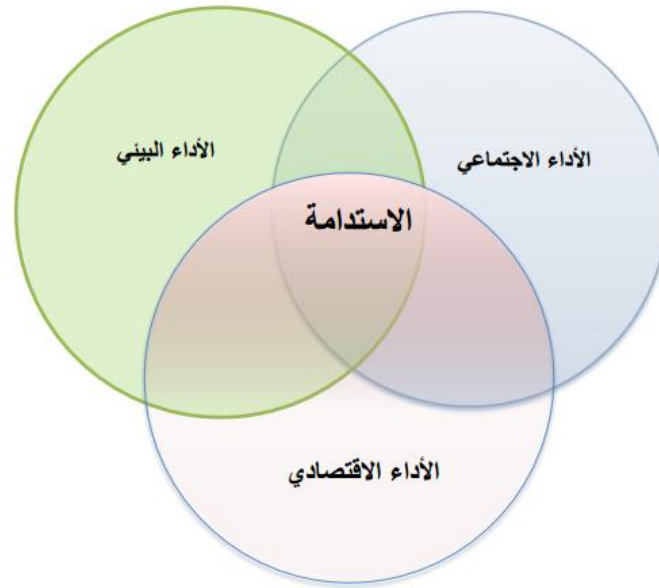 الأداء البيئي
الأداء الاجتماعي
الاستدامة
الأداء الاقتصادي